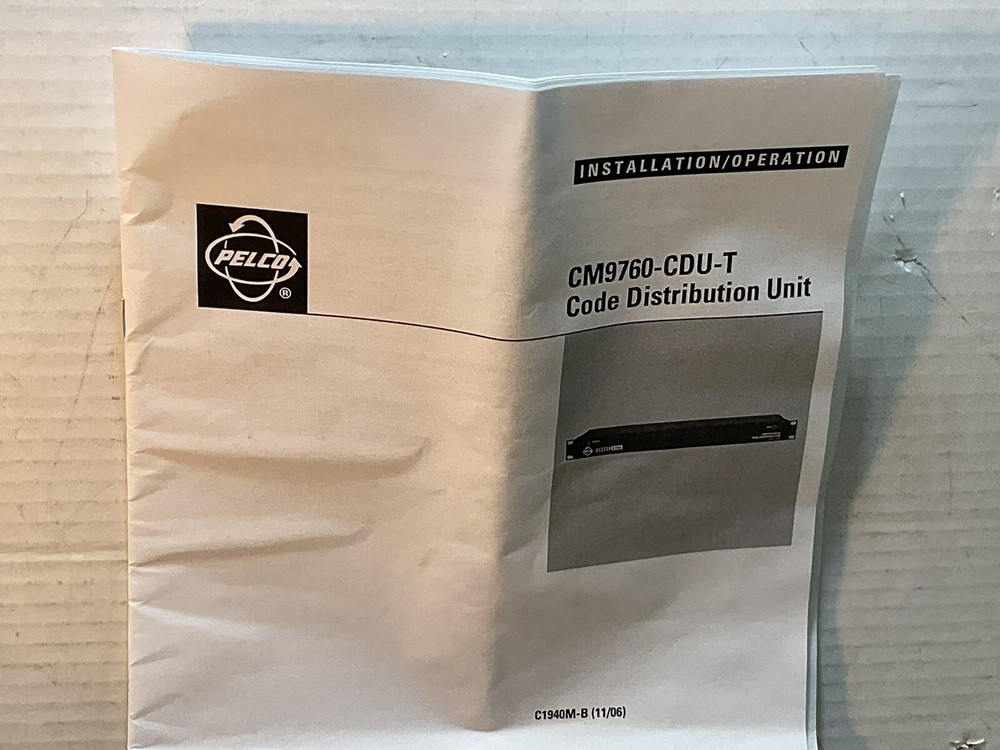 INSTALLATION/OPERATION
PELCO
®
CM9760-CDU-T
Code Distribution Unit
C1940M-B (11/06)